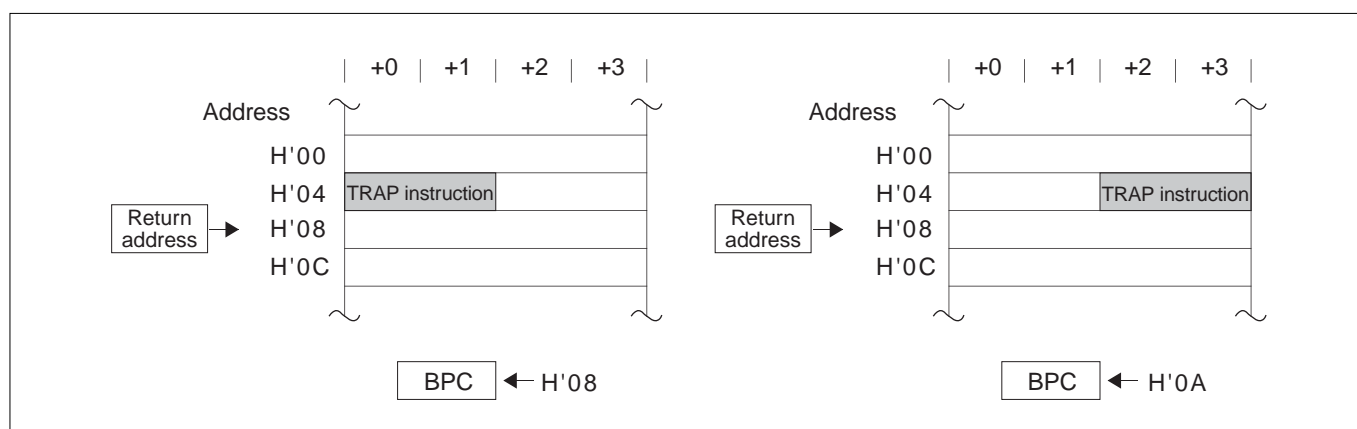 +0 +1 +2 +3
Address
H'00
H'04 TRAP instruction
Return address
H'08
H'0C
BPC H'08
+0 +1 +2 +3
Address
H'00
H'04 TRAP instruction
Return address
H'08
H'0C
BPC H'0A